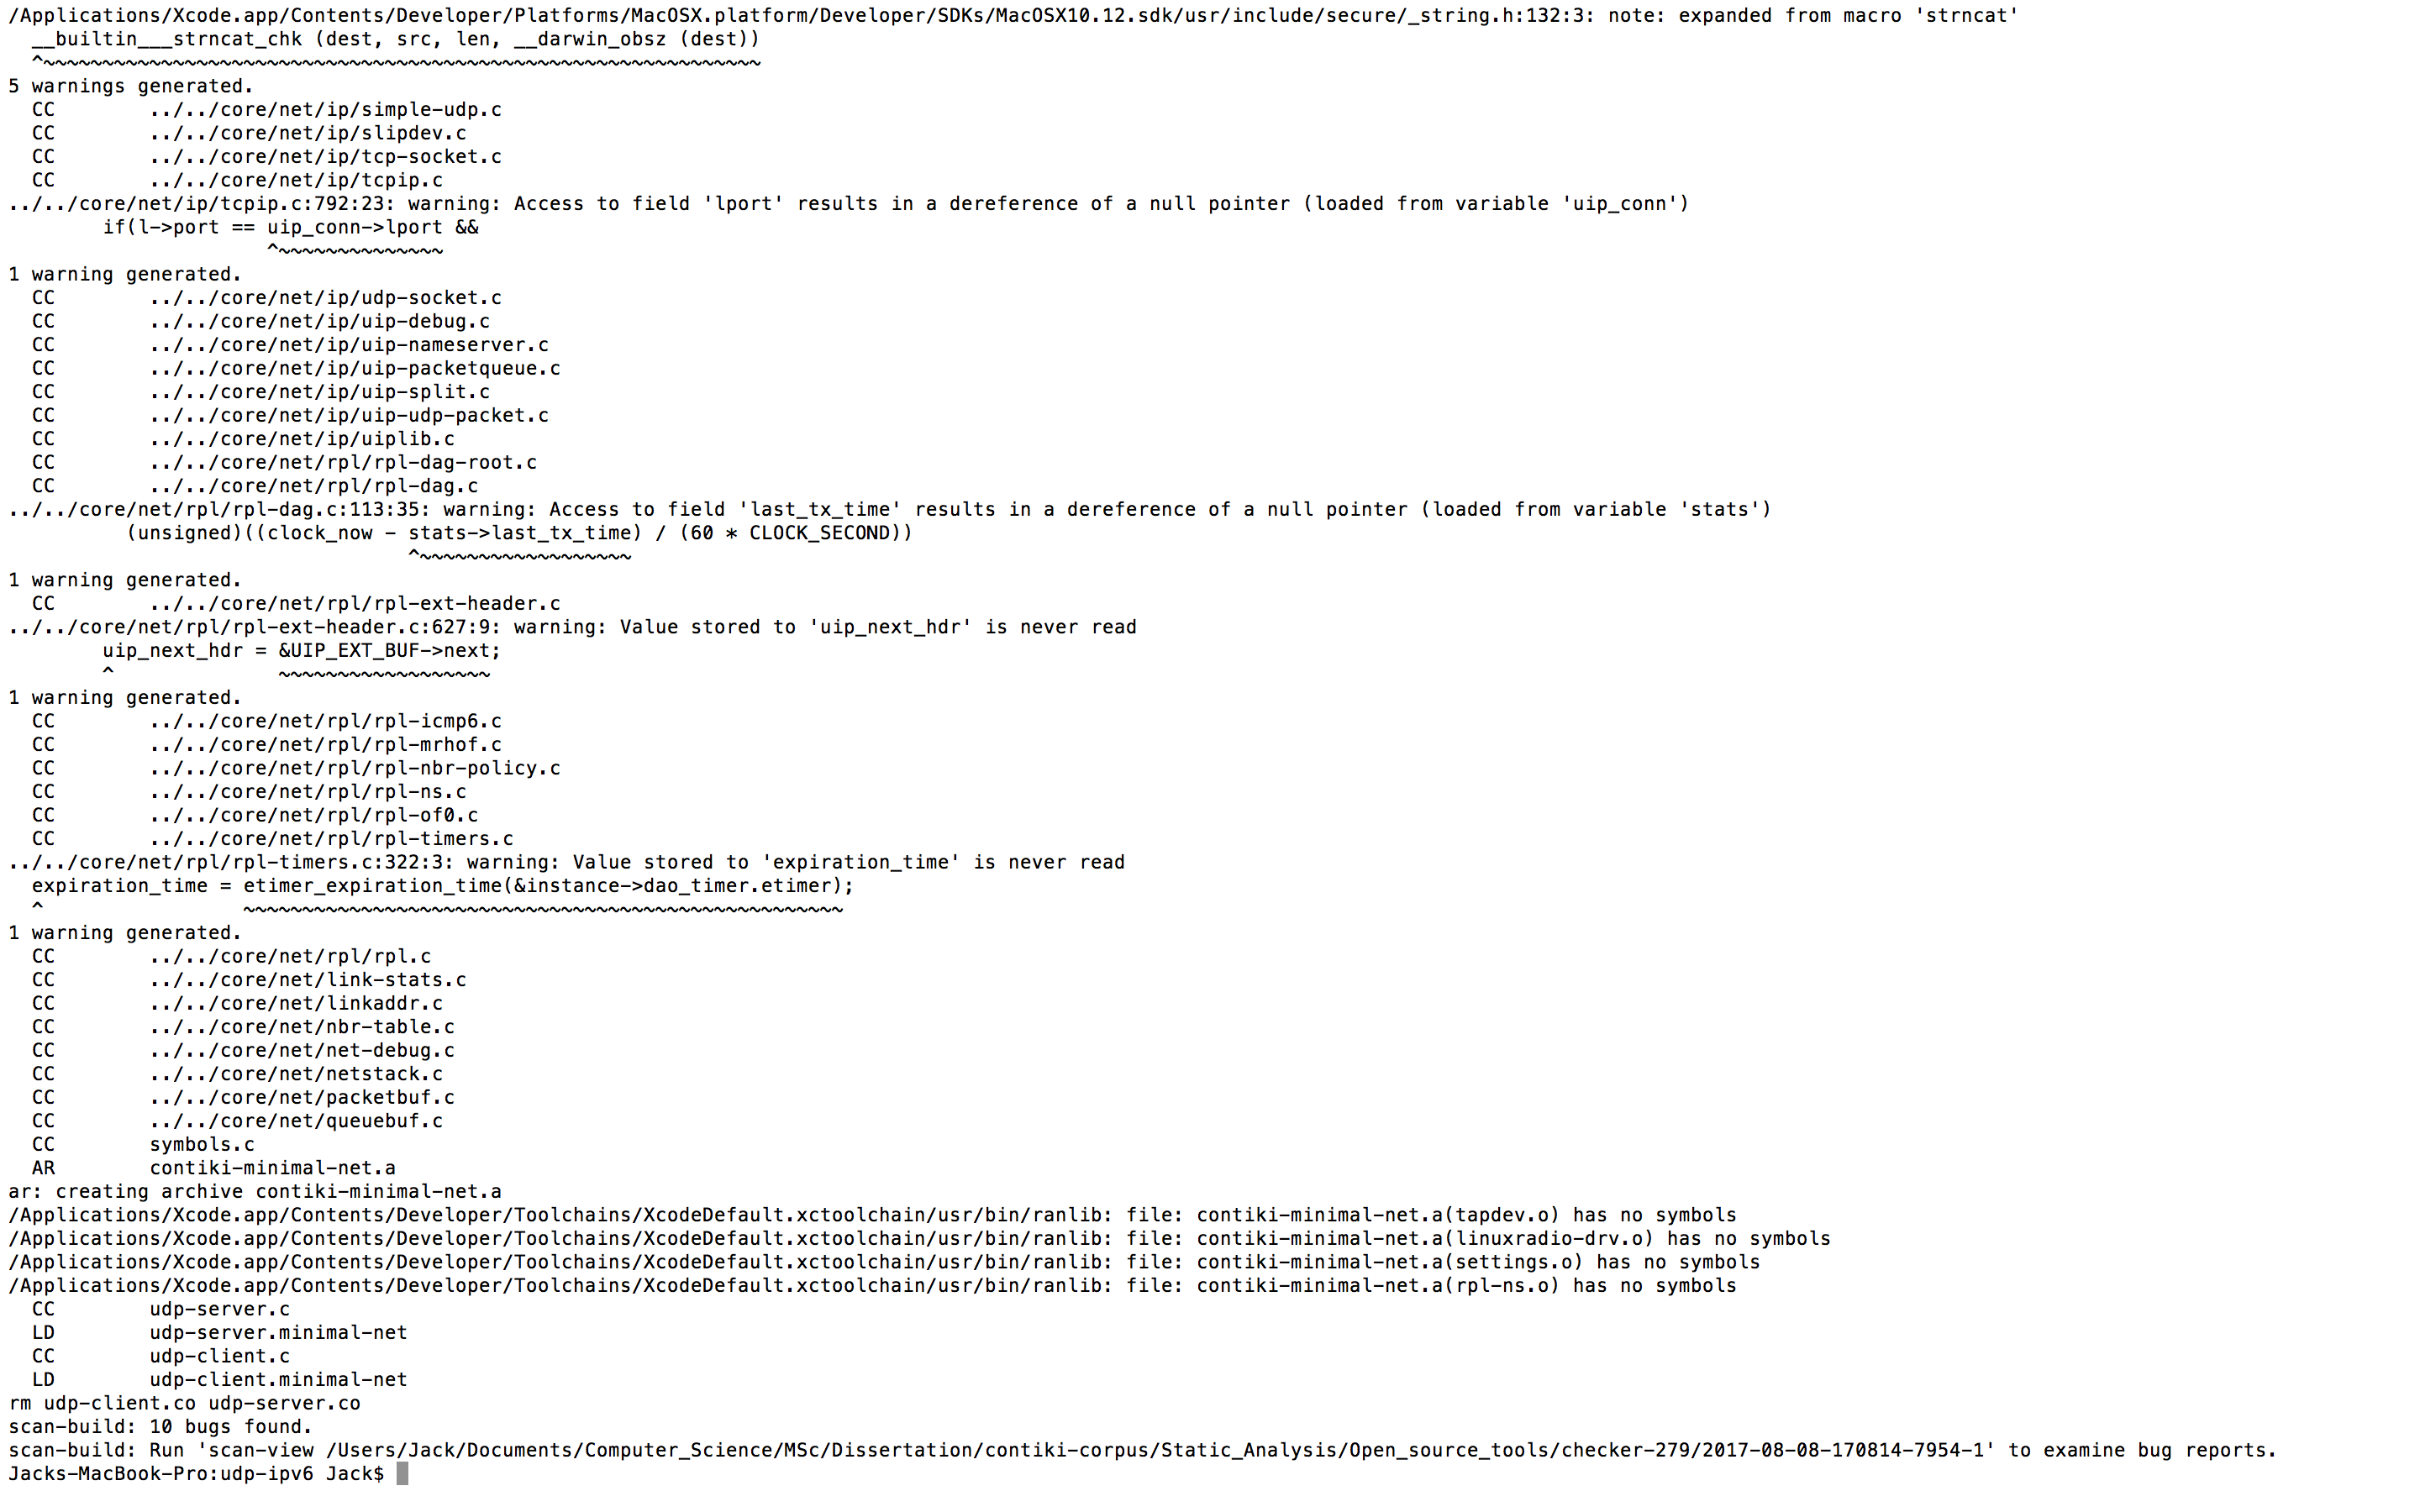 /Applications/Xcode.app/Contents/Developer/Platforms/MacOSX.platform/Developer/SDKs/MacOSX10.12.sdk/usr/include/secure/_string.h:132:3: note: expanded from macro 'strncat'
  __builtin___strncat_chk (dest, src, len, __darwin_obsz (dest))
  ^~~~~~~~~~~~~~~~~~~~~~~~~~~~~~~~~~~~~~~~~~~~~~~~~~~~~~~~~~~~~~
5 warnings generated.
  CC        ../../core/net/ip/simple-udp.c
  CC        ../../core/net/ip/slipdev.c
  CC        ../../core/net/ip/tcp-socket.c
  CC        ../../core/net/ip/tcpip.c
../../core/net/ip/tcpip.c:792:23: warning: Access to field 'lport' results in a dereference of a null pointer (loaded from variable 'uip_conn')
        if(l->port == uip_conn->lport &&
                      ^~~~~~~~~~~~~~~
1 warning generated.
  CC        ../../core/net/ip/udp-socket.c
  CC        ../../core/net/ip/uip-debug.c
  CC        ../../core/net/ip/uip-nameserver.c
  CC        ../../core/net/ip/uip-packetqueue.c
  CC        ../../core/net/ip/uip-split.c
  CC        ../../core/net/ip/uip-udp-packet.c
  CC        ../../core/net/ip/uiplib.c
  CC        ../../core/net/rpl/rpl-dag-root.c
  CC        ../../core/net/rpl/rpl-dag.c
../../core/net/rpl/rpl-dag.c:113:35: warning: Access to field 'last_tx_time' results in a dereference of a null pointer (loaded from variable 'stats')
          (unsigned)((clock_now - stats->last_tx_time) / (60 * CLOCK_SECOND))
                                  ^~~~~~~~~~~~~~~~~~~
1 warning generated.
  CC        ../../core/net/rpl/rpl-ext-header.c
../../core/net/rpl/rpl-ext-header.c:627:9: warning: Value stored to 'uip_next_hdr' is never read
        uip_next_hdr = &UIP_EXT_BUF->next;
        ^              ~~~~~~~~~~~~~~~~~~
1 warning generated.
  CC        ../../core/net/rpl/rpl-icmp6.c
  CC        ../../core/net/rpl/rpl-mrhof.c
  CC        ../../core/net/rpl/rpl-nbr-policy.c
  CC        ../../core/net/rpl/rpl-ns.c
  CC        ../../core/net/rpl/rpl-of0.c
  CC        ../../core/net/rpl/rpl-timers.c
../../core/net/rpl/rpl-timers.c:322:3: warning: Value stored to 'expiration_time' is never read
  expiration_time = etimer_expiration_time(&instance->dao_timer.etimer);
  ^                 ~~~~~~~~~~~~~~~~~~~~~~~~~~~~~~~~~~~~~~~~~~~~~~~~~~~
1 warning generated.
  CC        ../../core/net/rpl/rpl.c
  CC        ../../core/net/link-stats.c
  CC        ../../core/net/linkaddr.c
  CC        ../../core/net/nbr-table.c
  CC        ../../core/net/net-debug.c
  CC        ../../core/net/netstack.c
  CC        ../../core/net/packetbuf.c
  CC        ../../core/net/queuebuf.c
  CC        symbols.c
  AR        contiki-minimal-net.a
ar: creating archive contiki-minimal-net.a
/Applications/Xcode.app/Contents/Developer/Toolchains/XcodeDefault.xctoolchain/usr/bin/ranlib: file: contiki-minimal-net.a(tapdev.o) has no symbols
/Applications/Xcode.app/Contents/Developer/Toolchains/XcodeDefault.xctoolchain/usr/bin/ranlib: file: contiki-minimal-net.a(linuxradio-drv.o) has no symbols
/Applications/Xcode.app/Contents/Developer/Toolchains/XcodeDefault.xctoolchain/usr/bin/ranlib: file: contiki-minimal-net.a(settings.o) has no symbols
/Applications/Xcode.app/Contents/Developer/Toolchains/XcodeDefault.xctoolchain/usr/bin/ranlib: file: contiki-minimal-net.a(rpl-ns.o) has no symbols
  CC        udp-server.c
  LD        udp-server.minimal-net
  CC        udp-client.c
  LD        udp-client.minimal-net
rm udp-client.co udp-server.co
scan-build: 10 bugs found.
scan-build: Run 'scan-view /Users/Jack/Documents/Computer_Science/MSc/Dissertation/contiki-corpus/Static_Analysis/Open_source_tools/checker-279/2017-08-08-170814-7954-1' to examine bug reports.
Jacks-MacBook-Pro:udp-ipv6 Jack$